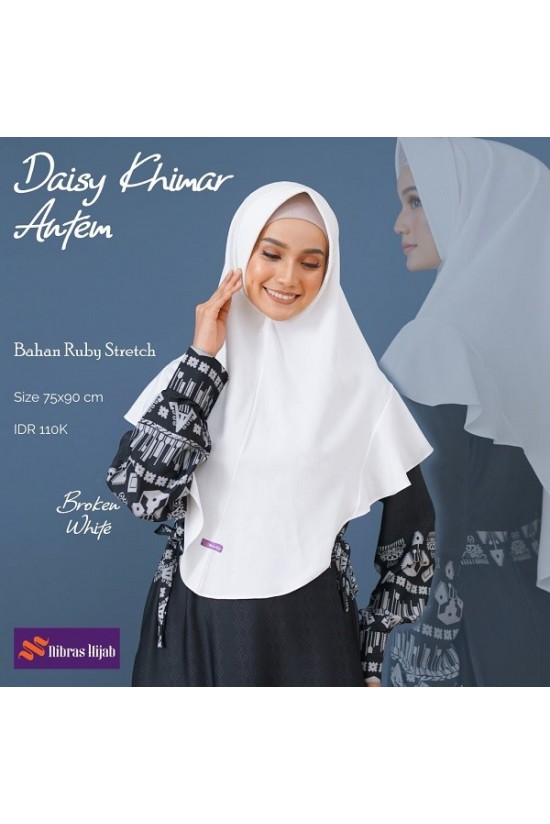 Daisy Khimar
Antem
Bahan Ruby Stretch
Size 75x90 cm
IDR 110K
Broken
White
Nibras Hijab